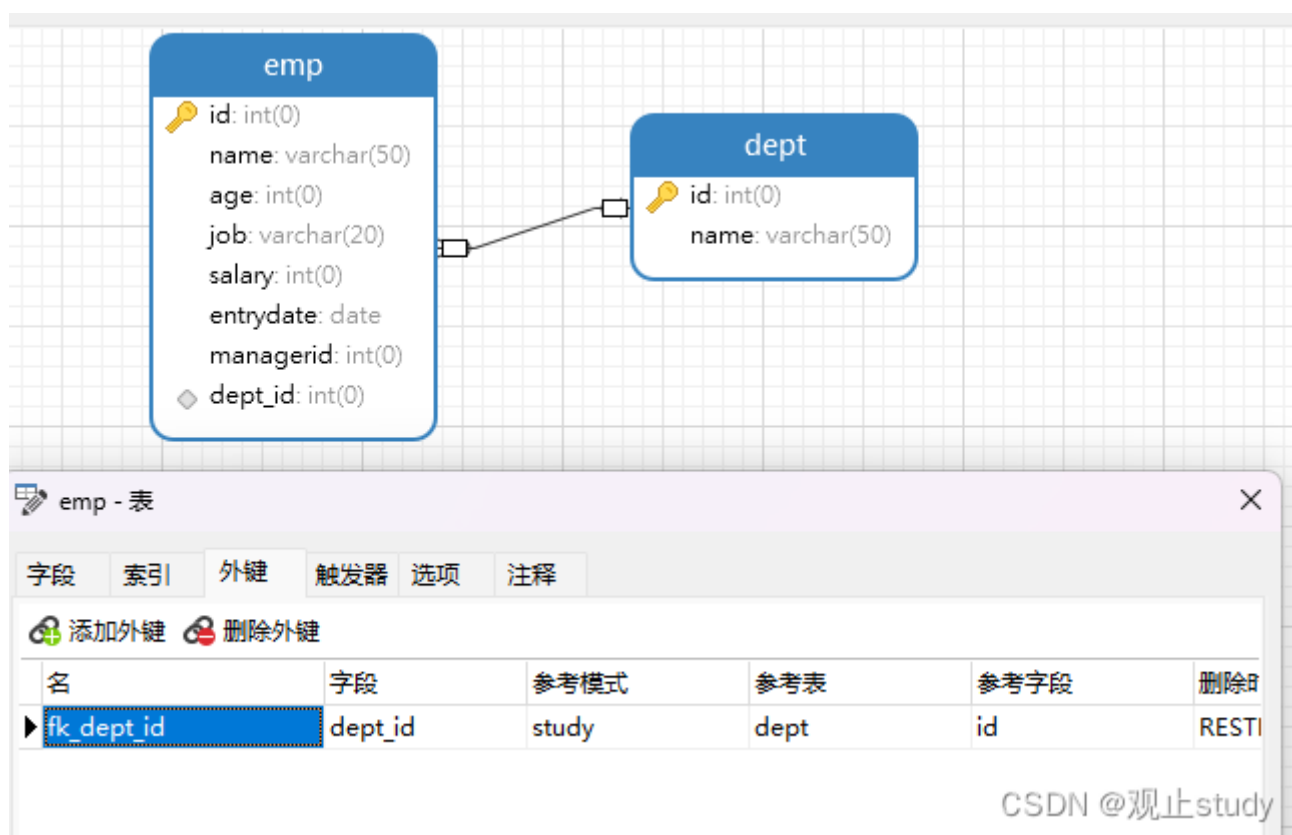 emp
id: int(0)
name: varchar(50)
age: int(0)
job: varchar(20)
salary: int(0)
entrydate: date
managerid: int(0)
dept_id: int(0)
dept
id: int(0)
name: varchar(50)
emp - 表
字段 索引 外键 触发器 选项 注释
添加外键 删除外键
名 字段 参考模式 参考表 参考字段 删除时
fk_dept_id dept_id study dept id RESTI
CSDN @观止study